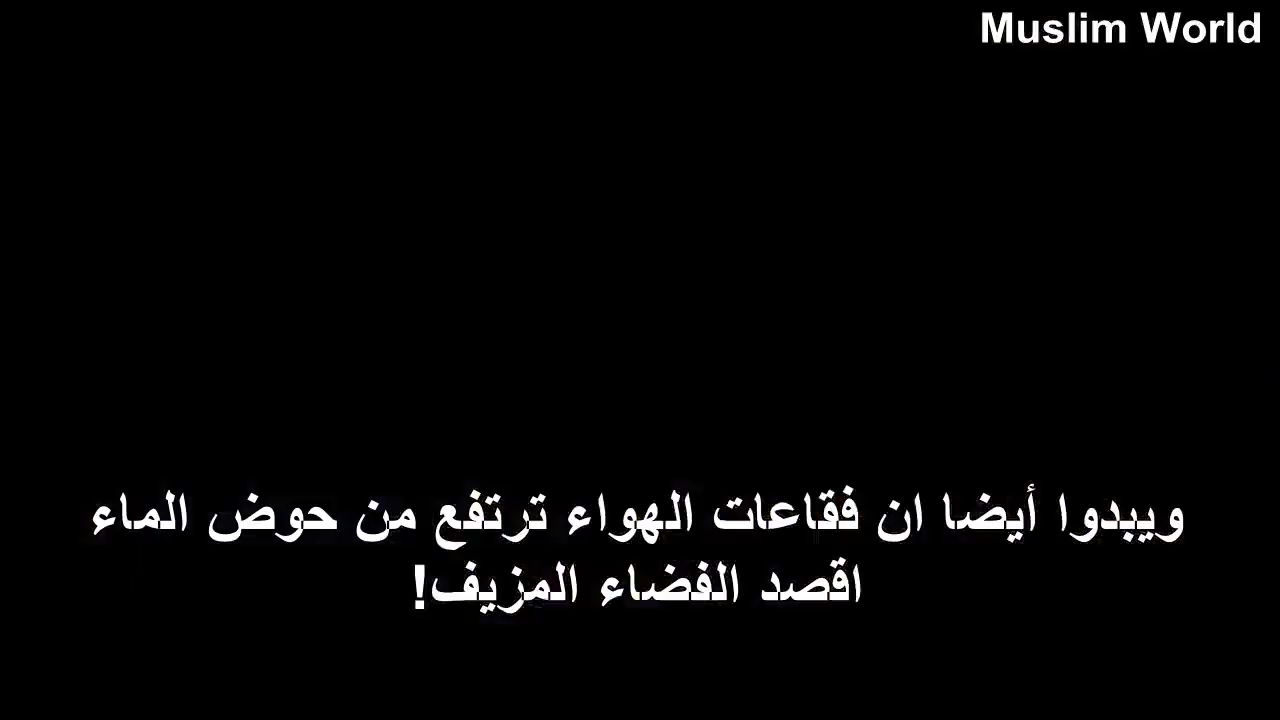 Muslim World
ويبدوا أيضا ان فقاعات الهواء ترتفع من حوض الماء
اقصد الفضاء المزيف!